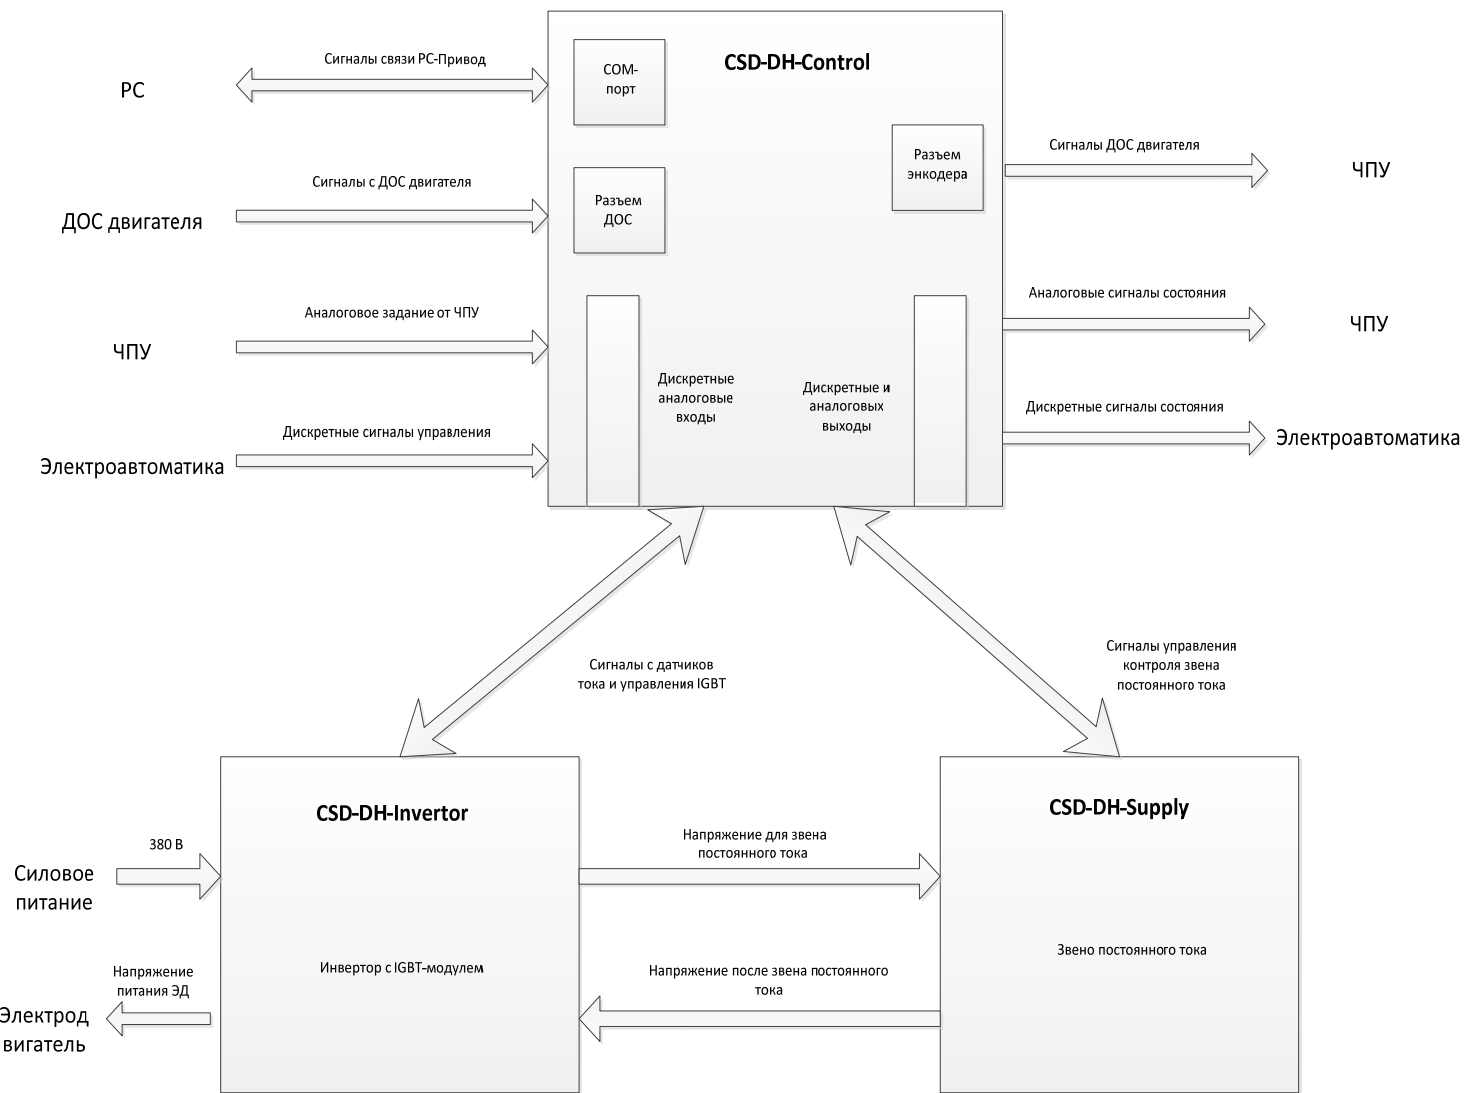 CSD-DH-Control
COM-
порт
Сигналы связи РС-Привод
РС
Разъем
энкодера
Сигналы ДОС двигателя
ЧПУ
Сигналы с ДОС двигателя
ДОС двигателя
Разъем
ДОС
Аналоговое задание от ЧПУ
ЧПУ
Аналоговые сигналы состояния
ЧПУ
Дискретные
аналоговые
входы
Дискретные и
аналоговых
выходы
Дискретные сигналы управления
Электроавтоматика
Дискретные сигналы состояния
Электроавтоматика
Сигналы с датчиков
тока и управления IGBT
Сигналы управления
контроля звена
постоянного тока
CSD-DH-Invertor
CSD-DH-Supply
380 В
Силовое
питание
Напряжение для звена
постоянного тока
Инвертор с IGBT-модулем
Звено постоянного тока
Напряжение
питания ЭД
Электрод
вигатель
Напряжение после звена постоянного
тока